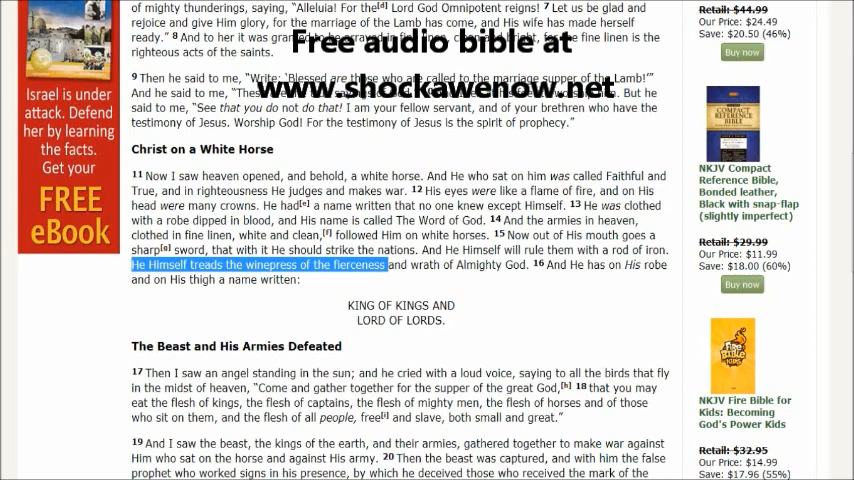 of mighty thunderings, saying, "Alleluia! For the[d] Lord God Omnipotent reigns! 7 Let us be glad and
rejoice and give Him glory, for the marriage of the Lamb has come, and His wife has made herself
ready." 8 And to her it was granted to be arrayed in fine linen, clean and bright, for the fine linen is the
righteous acts of the saints.
Free audio bible at
www.shockawenow.net
9 Then he said to me, "Write: 'Blessed are those who are called to the marriage supper of the Lamb!'"
And he said to me, "These are the true sayings of God." 10 And I fell at his feet to worship him. But he
said to me, "See that you do not do that! I am your fellow servant, and of your brethren who have the
testimony of Jesus. Worship God! For the testimony of Jesus is the spirit of prophecy."
Christ on a White Horse
11 Now I saw heaven opened, and behold, a white horse. And He who sat on him was called Faithful and
True, and in righteousness He judges and makes war. 12 His eyes were like a flame of fire, and on His
head were many crowns. He had[e] a name written that no one knew except Himself. 13 He was clothed
with a robe dipped in blood, and His name is called The Word of God. 14 And the armies in heaven,
clothed in fine linen, white and clean,[f] followed Him on white horses. 15 Now out of His mouth goes a
sharp[g] sword, that with it He should strike the nations. And He Himself will rule them with a rod of iron.
He Himself treads the winepress of the fierceness and wrath of Almighty God. 16 And He has on His robe
and on His thigh a name written:
KING OF KINGS AND
LORD OF LORDS.
The Beast and His Armies Defeated
17 Then I saw an angel standing in the sun; and he cried with a loud voice, saying to all the birds that fly
in the midst of heaven, "Come and gather together for the supper of the great God,[h] 18 that you may
eat the flesh of kings, the flesh of captains, the flesh of mighty men, the flesh of horses and of those
who sit on them, and the flesh of all people, free[i] and slave, both small and great."
19 And I saw the beast, the kings of the earth, and their armies, gathered together to make war against
Him who sat on the horse and against His army. 20 Then the beast was captured, and with him the false
prophet who worked signs in his presence, by which he deceived those who received the mark of the
Israel is under
attack. Defend
her by learning
the facts.
Get your
FREE
eBook
Retail: $44.99
Our Price: $24.49
Save: $20.50 (46%)
Buy now
COMPACT
REFERENCE
BIBLE
NKJV Compact
Reference Bible,
Bonded leather,
Black with snap-flap
(slightly imperfect)
Retail: $29.99
Our Price: $11.99
Save: $18.00 (60%)
Buy now
Fire
Bible
KIDS
NKJV Fire Bible for
Kids: Becoming
God's Power Kids
Retail: $32.95
Our Price: $14.99
Save: $17.96 (55%)